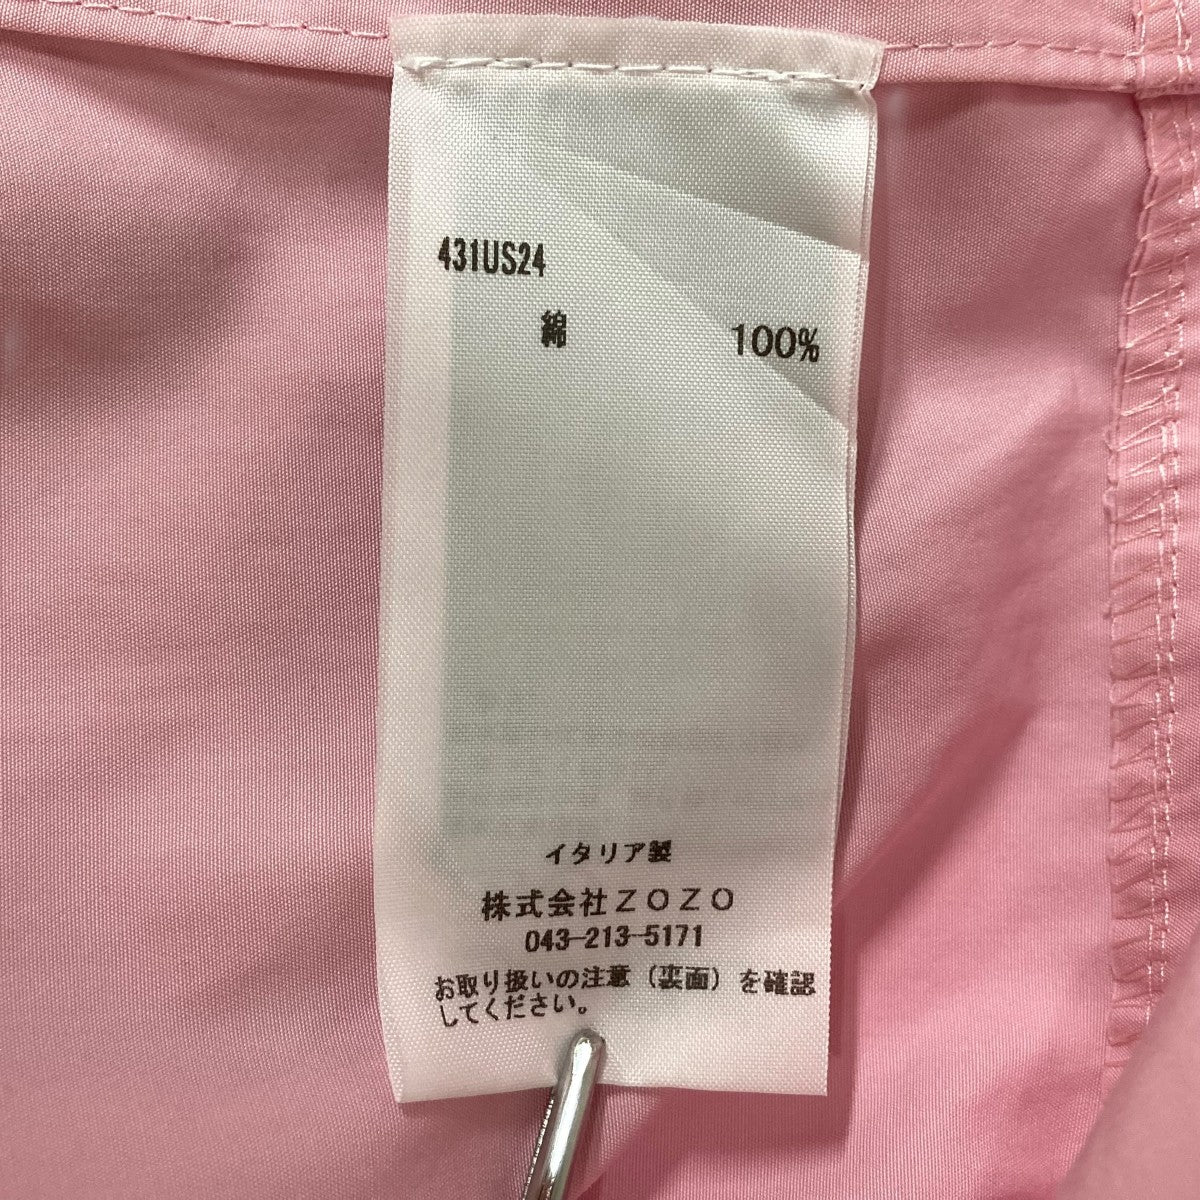 431US24
綿 100%
イタリア製
株式会社ZOZO
043-213-5171
お取り扱いの注意（裏面）を確認
してください。